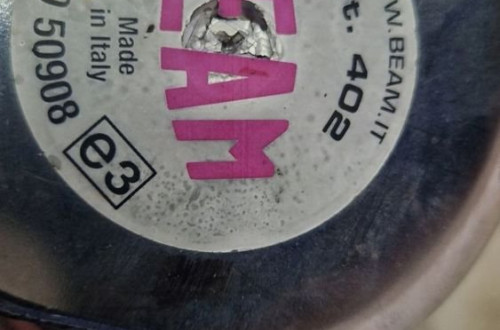 Made
in Italy
50908
e3
EAM
t. 402
W.BEAM.IT